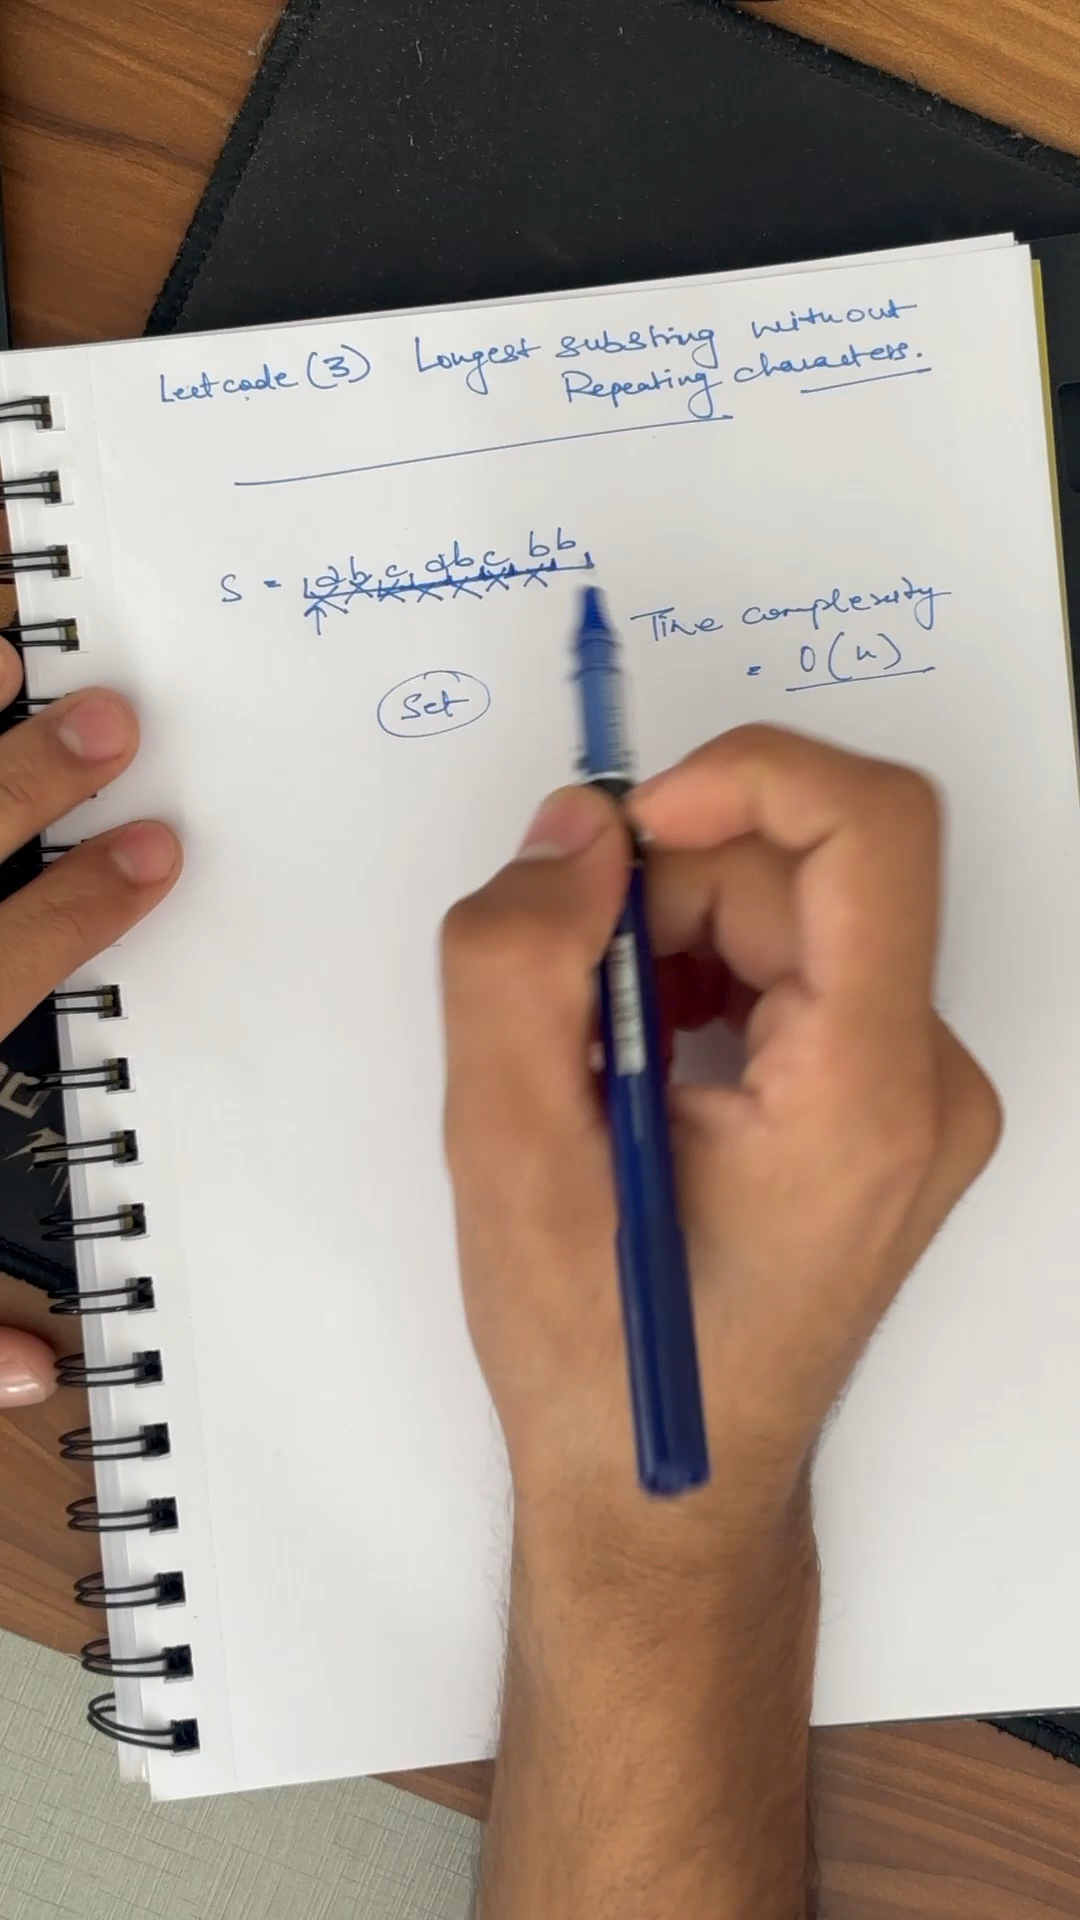 Leetcode (3) Longest substring without
Repeating characters.
S = abcabcbb
Time complexity
= O(n)
Set